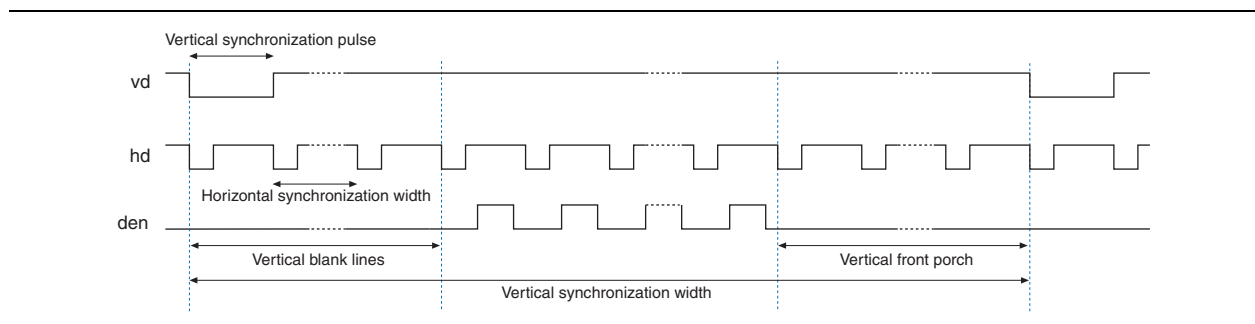 Vertical synchronization pulse
vd
hd
Horizontal synchronization width
den
Vertical blank lines
Vertical front porch
Vertical synchronization width